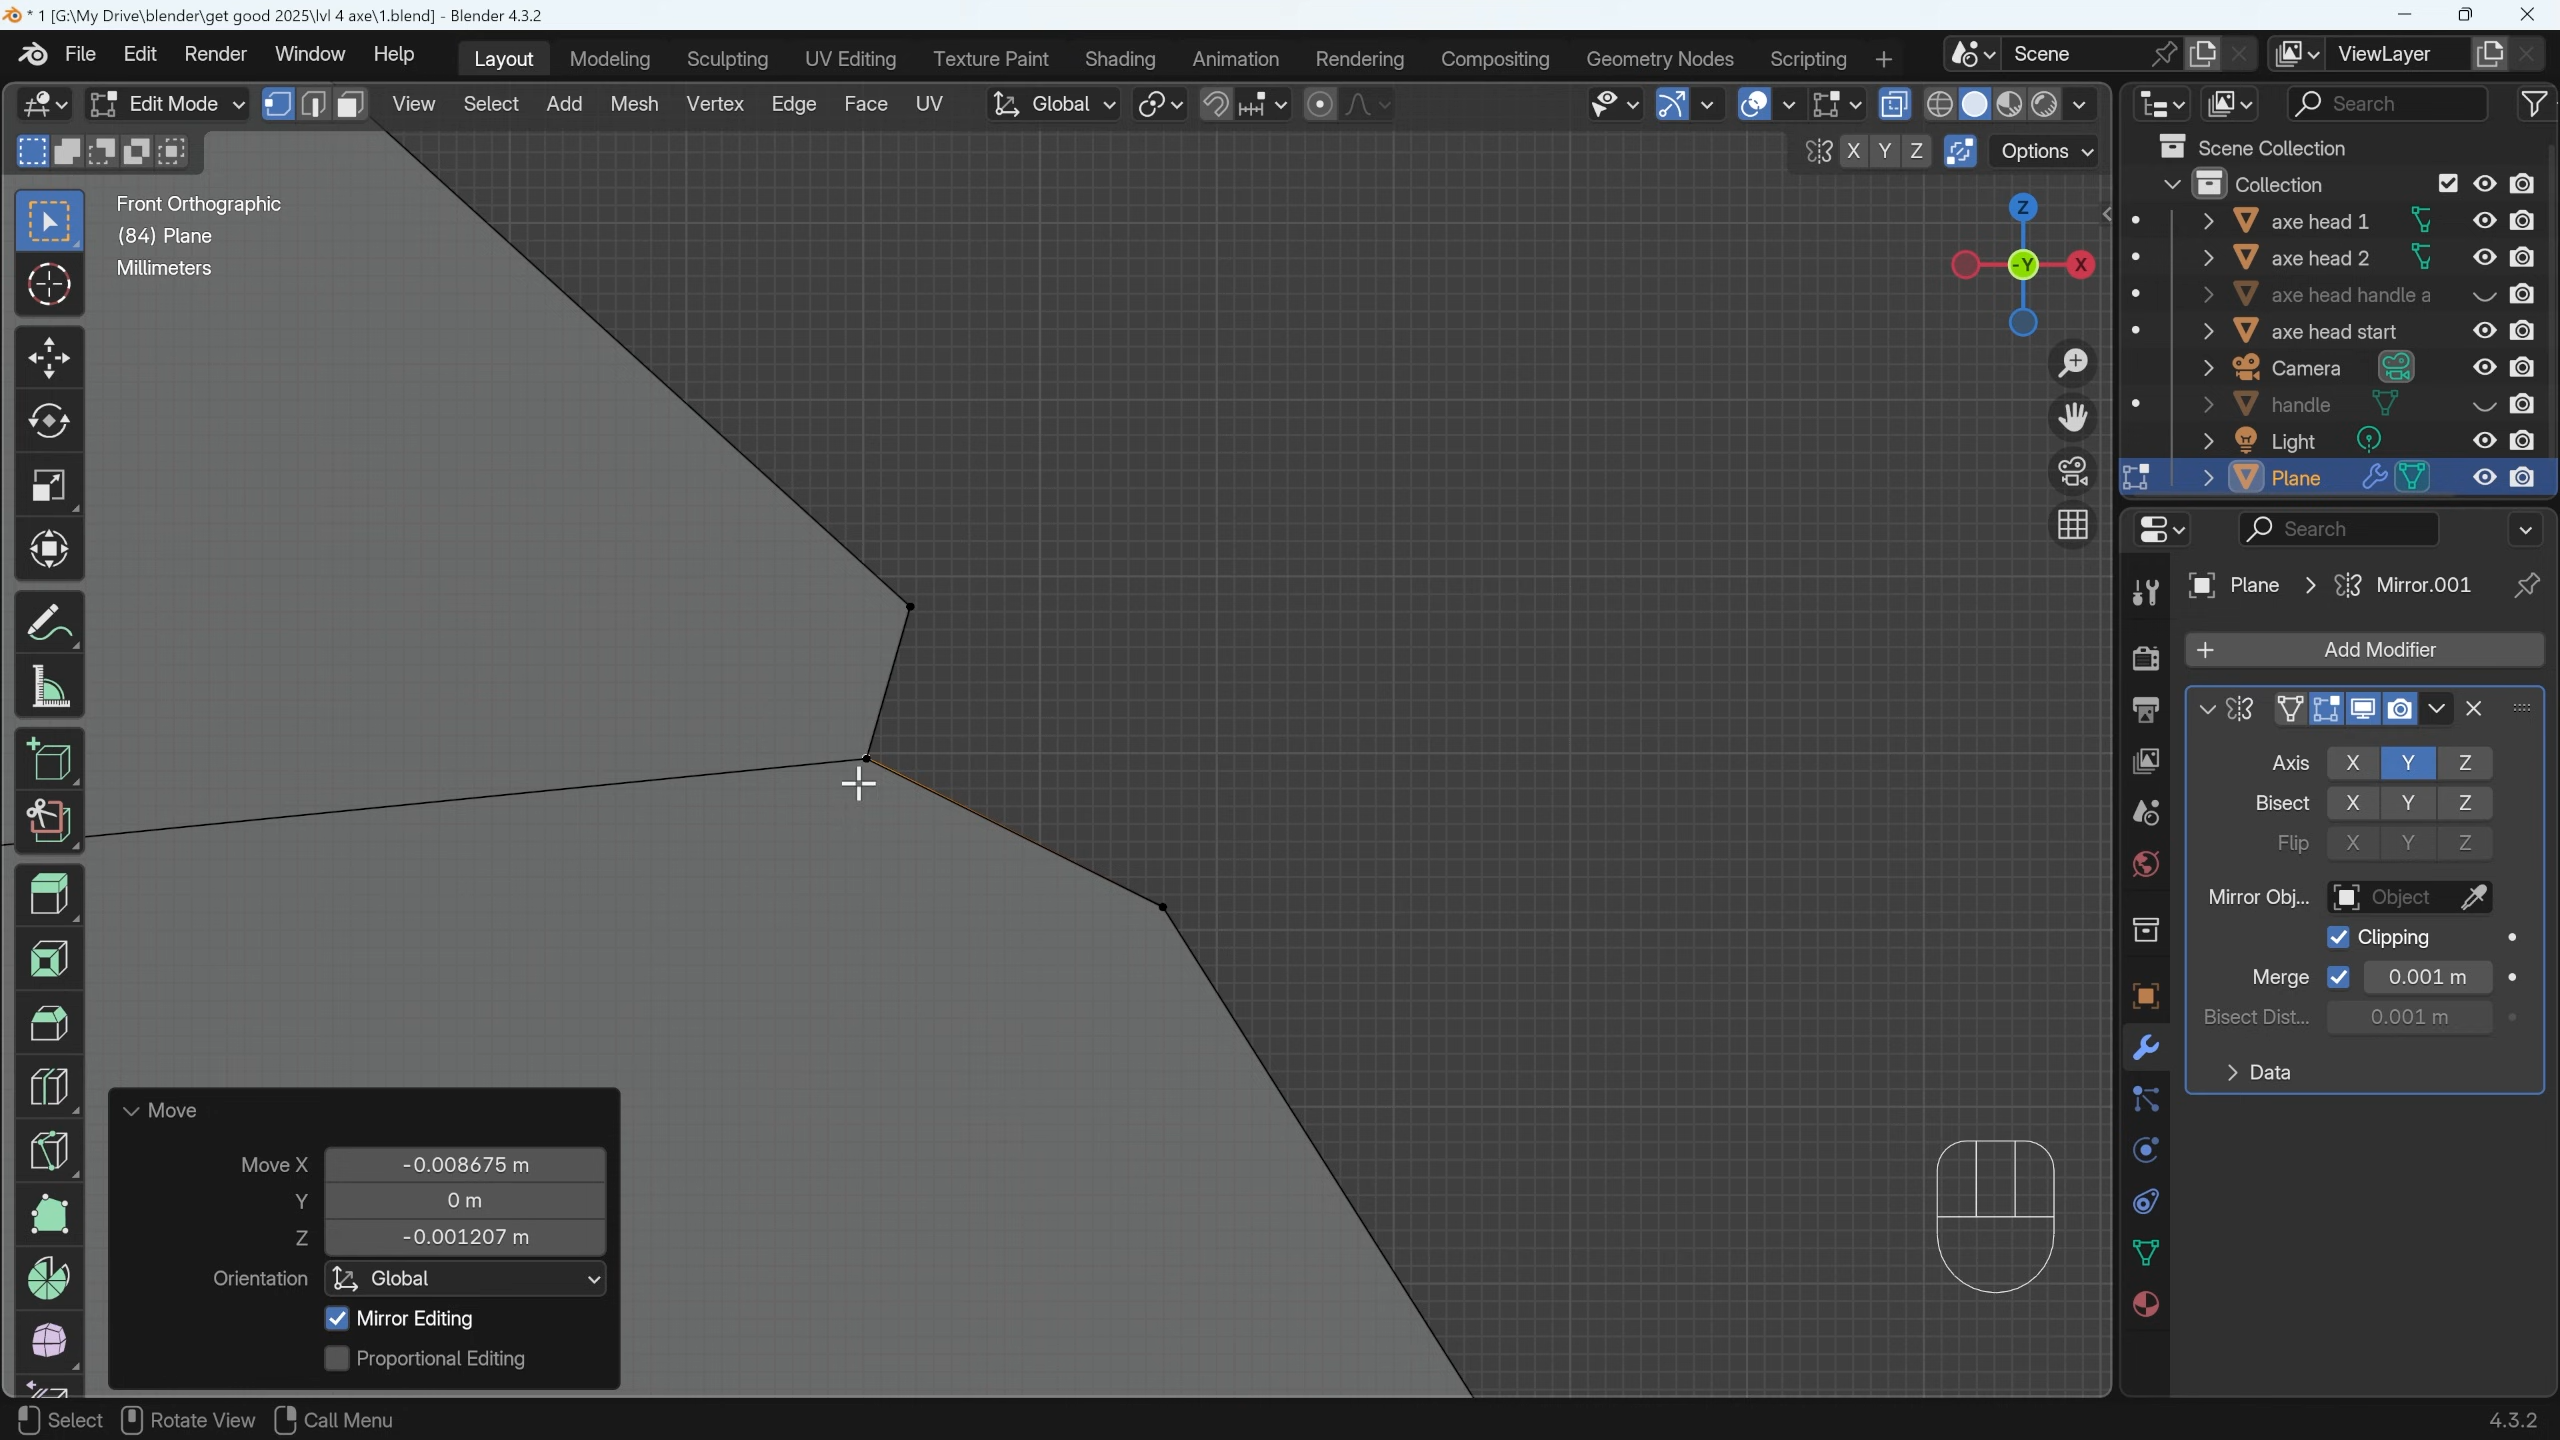 * 1 [G:\My Drive\blender\get good 2025\lvl 4 axe\1.blend] - Blender 4.3.2
File Edit Render Window Help Layout Modeling Sculpting UV Editing Texture Paint Shading Animation Rendering Compositing Geometry Nodes Scripting + Scene ViewLayer
Edit Mode View Select Add Mesh Vertex Edge Face UV Global Search
X Y Z Options
Front Orthographic
(84) Plane
Millimeters
Z
-Y
X
Scene Collection
Collection
axe head 1
axe head 2
axe head handle a
axe head start
Camera
handle
Light
Plane
Search
Plane > Mirror.001
+ Add Modifier
Axis X Y Z
Bisect X Y Z
Flip X Y Z
Mirror Obj... Object
Clipping
Merge 0.001 m
Bisect Dist... 0.001 m
Data
Move
Move X -0.008675 m
Y 0 m
Z -0.001207 m
Orientation Global
Mirror Editing
Proportional Editing
Select Rotate View Call Menu 4.3.2